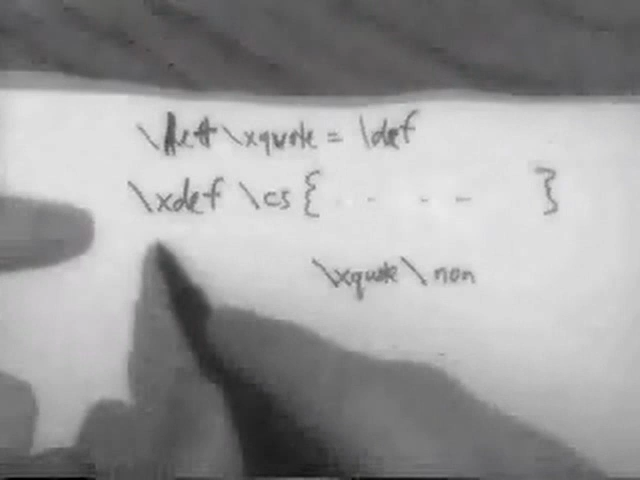 \let \xquote = \def
\xdef \cs { .. .. - - }
\xquote \non